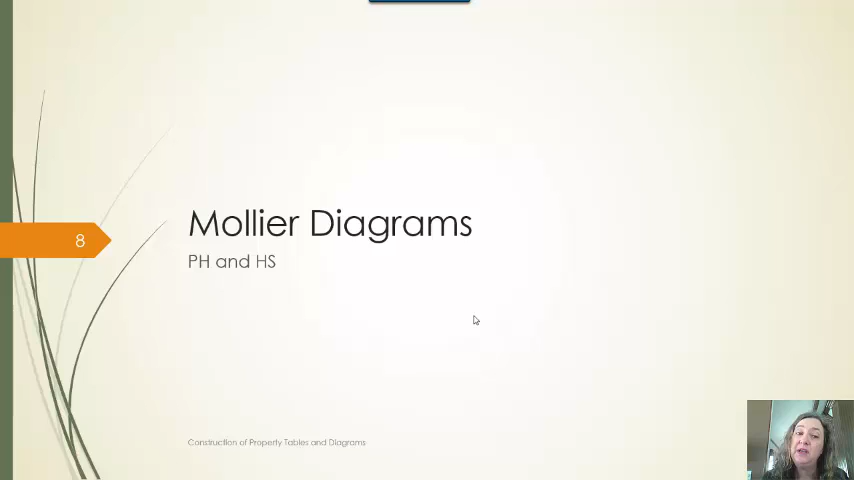 Mollier Diagrams
8
PH and HS
Construction of Property Tables and Diagrams